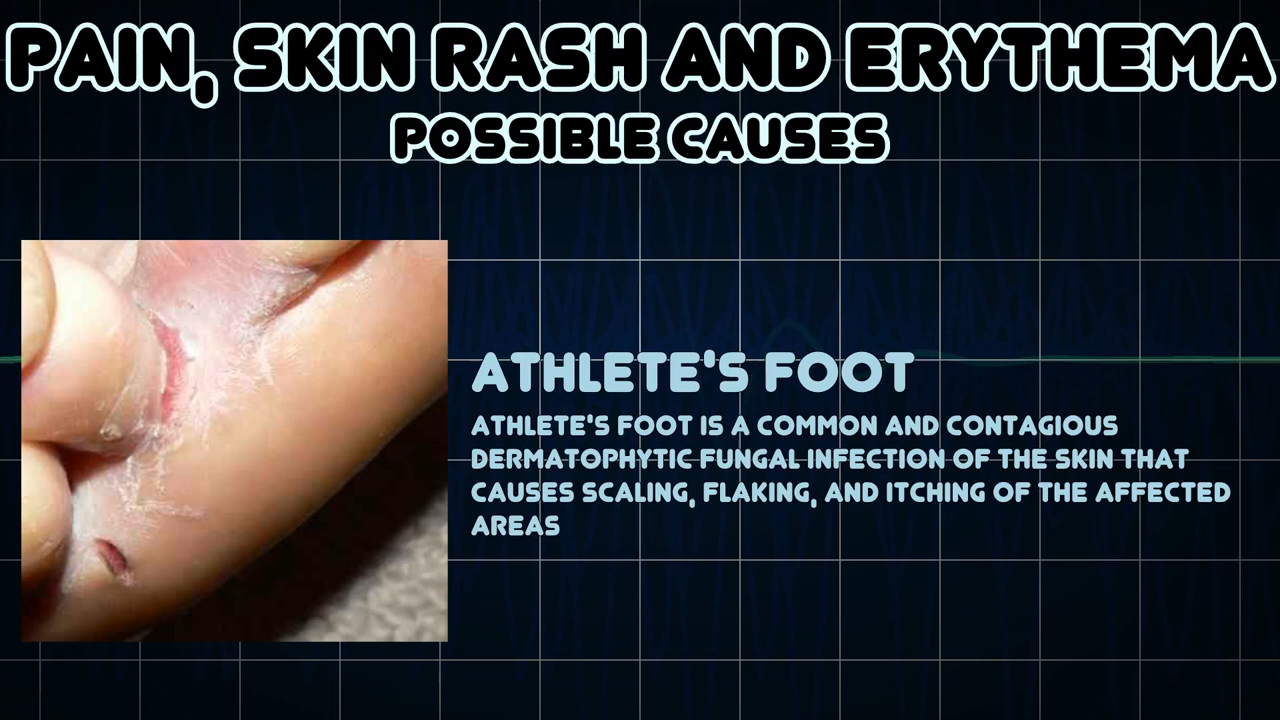 PAIN, SKIN RASH AND ERYTHEMA
POSSIBLE CAUSES
ATHLETE'S FOOT
ATHLETE'S FOOT IS A COMMON AND CONTAGIOUS
DERMATOPHYTIC FUNGAL INFECTION OF THE SKIN THAT
CAUSES SCALING, FLAKING, AND ITCHING OF THE AFFECTED
AREAS